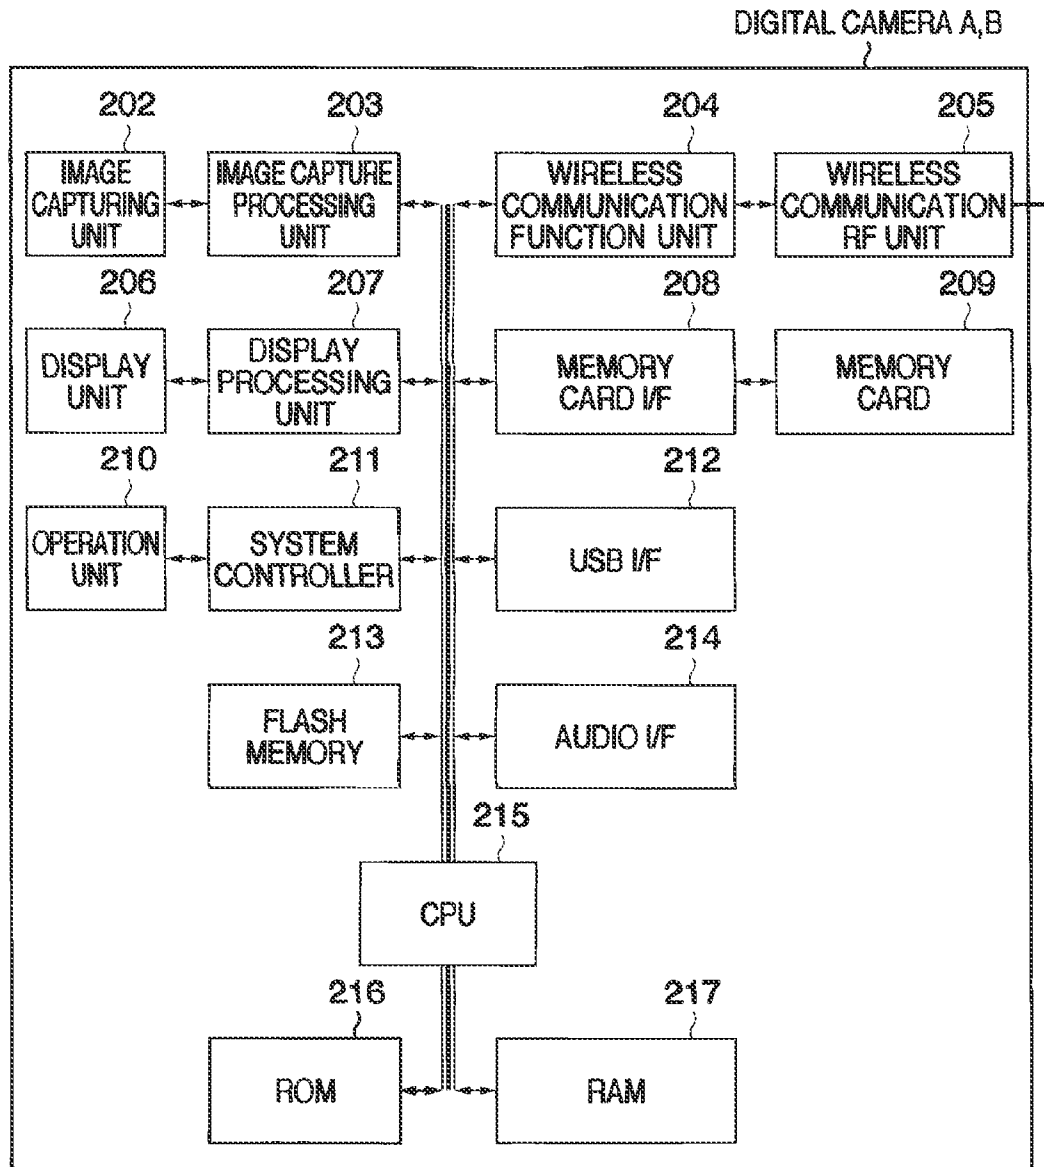 DIGITAL CAMERA A,B
202
203
204
205
IMAGE
CAPTURING
UNIT
IMAGE CAPTURE
PROCESSING
UNIT
WIRELESS
COMMUNICATION
FUNCTION UNIT
WIRELESS
COMMUNICATION
RF UNIT
206
207
208
209
DISPLAY
UNIT
DISPLAY
PROCESSING
UNIT
MEMORY
CARD I/F
MEMORY
CARD
210
211
212
OPERATION
UNIT
SYSTEM
CONTROLLER
USB I/F
213
214
FLASH
MEMORY
AUDIO I/F
215
CPU
216
217
ROM
RAM